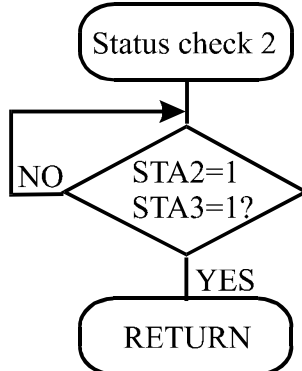 Status check 2
STA2=1
NO
STA3=1?
YES
RETURN